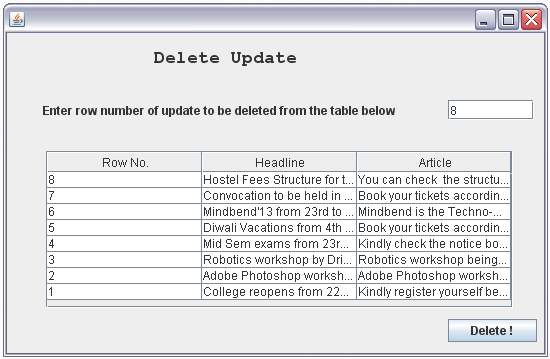 Delete Update
Enter row number of update to be deleted from the table below 8
Row No. Headline Article
8 Hostel Fees Structure for t... You can check the structu...
7 Convocation to be held in ... Book your tickets accordin...
6 Mindbend'13 from 23rd to ... Mindbend is the Techno-...
5 Diwali Vacations from 4th ... Book your tickets accordin...
4 Mid Sem exams from 23r... Kindly check the notice bo...
3 Robotics workshop by Dri... Robotics workshop being...
2 Adobe Photoshop worksh... Adobe Photoshop worksh...
1 College reopens from 22... Kindly register yourself be...
Delete !